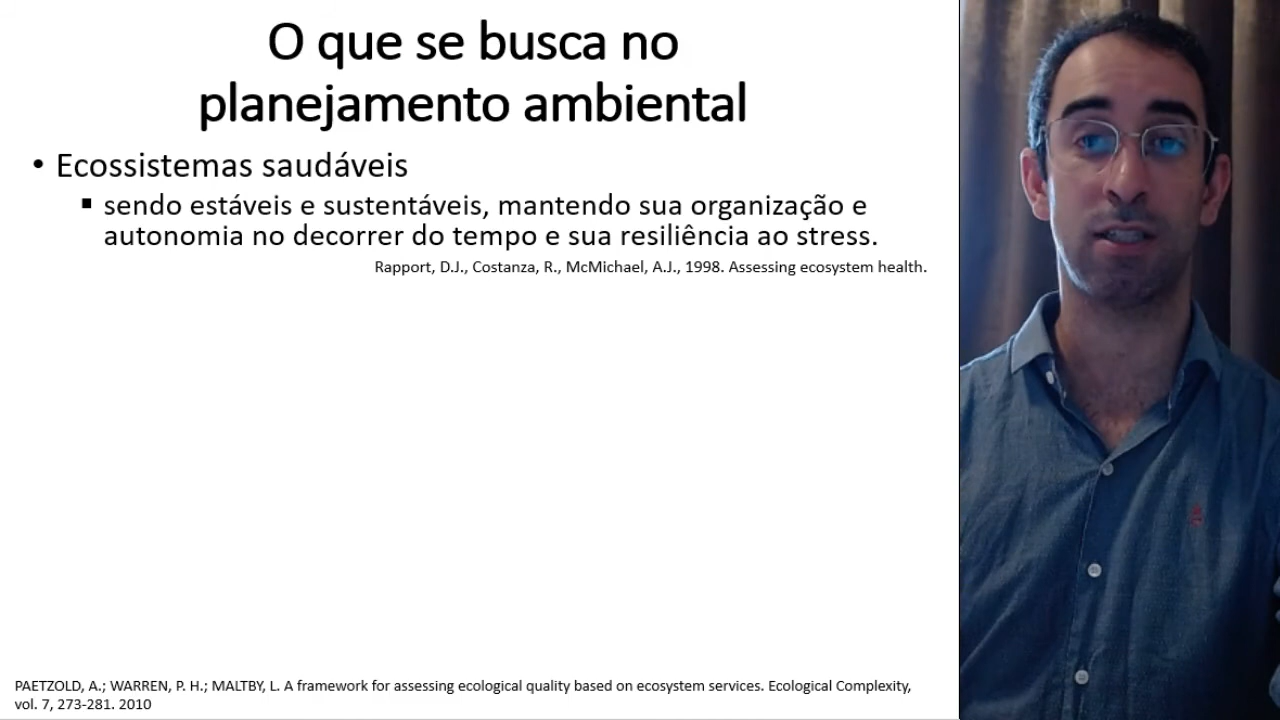 O que se busca no
planejamento ambiental
• Ecossistemas saudáveis
▪ sendo estáveis e sustentáveis, mantendo sua organização e
autonomia no decorrer do tempo e sua resiliência ao stress.
Rapport, D.J., Costanza, R., McMichael, A.J., 1998. Assessing ecosystem health.
PAETZOLD, A.; WARREN, P. H.; MALTBY, L. A framework for assessing ecological quality based on ecosystem services. Ecological Complexity,
vol. 7, 273-281. 2010